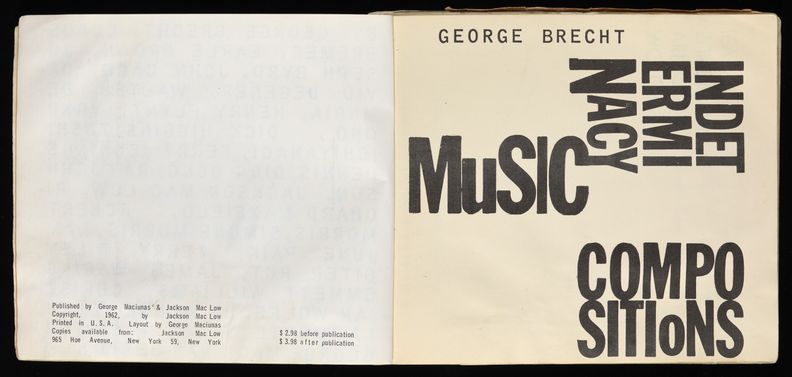 Published by George Maciunas & Jackson Mac Low
Copyright, 1962, by Jackson Mac Low
Printed in U.S.A. Layout by George Maciunas
Copies available from: Jackson Mac Low
965 Hoe Avenue, New York 59, New York
$2.98 before publication
$3.98 after publication
GEORGE BRECHT
INDET
ERMI
NACY
MuSIC
COMPO
SITIoNS